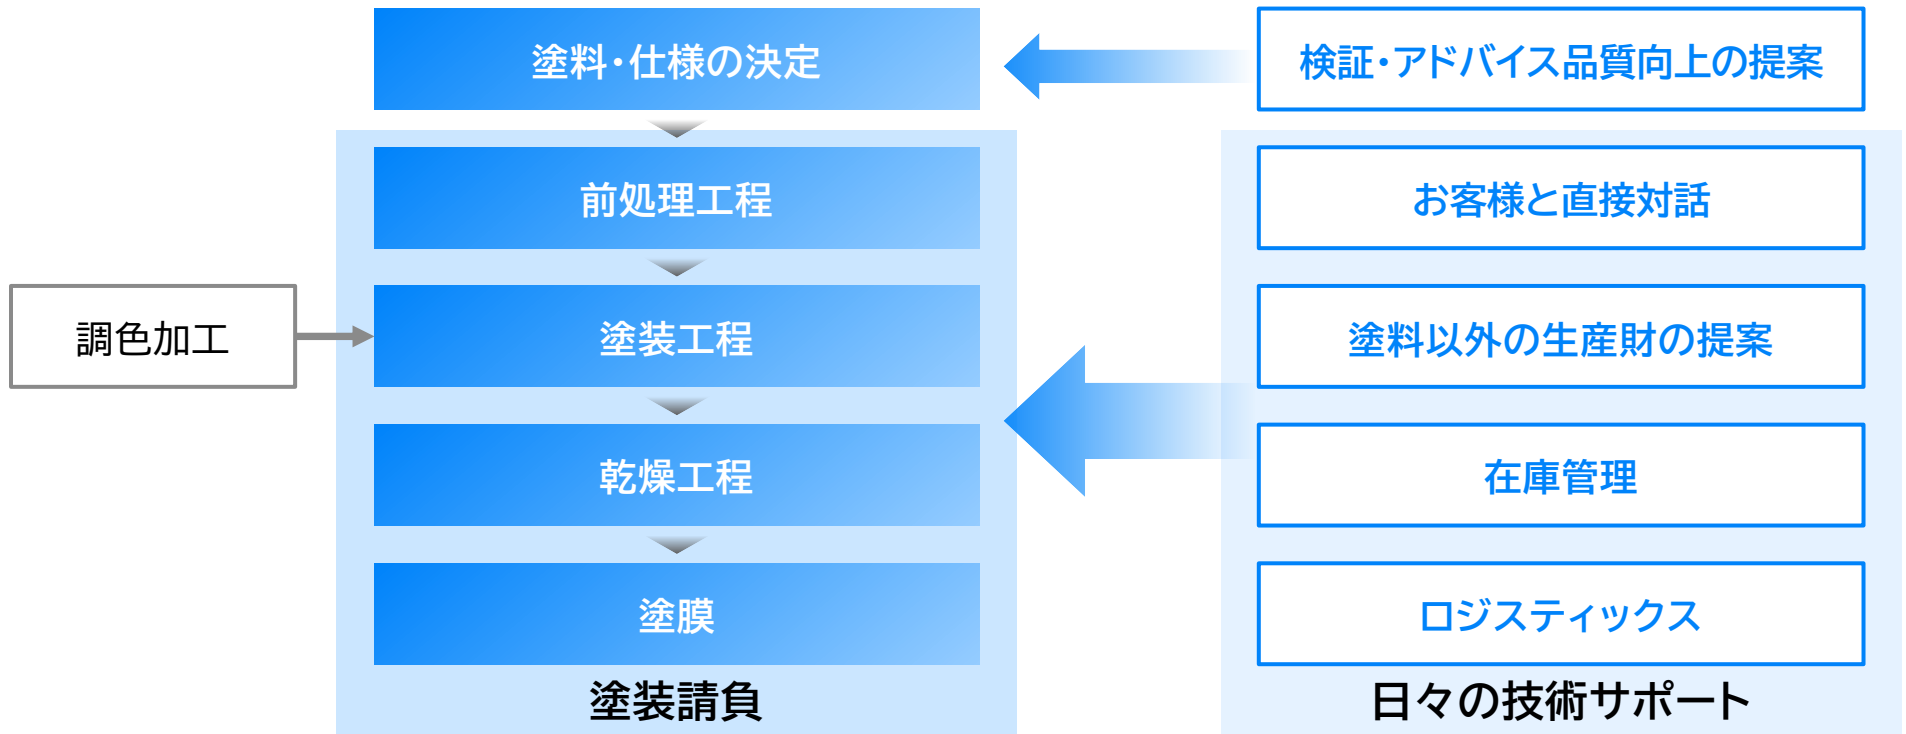 塗料・仕様の決定
検証・アドバイス品質向上の提案
前処理工程
お客様と直接対話
調色加工
塗装工程
塗料以外の生産財の提案
乾燥工程
在庫管理
塗膜
ロジスティックス
塗装請負
日々の技術サポート